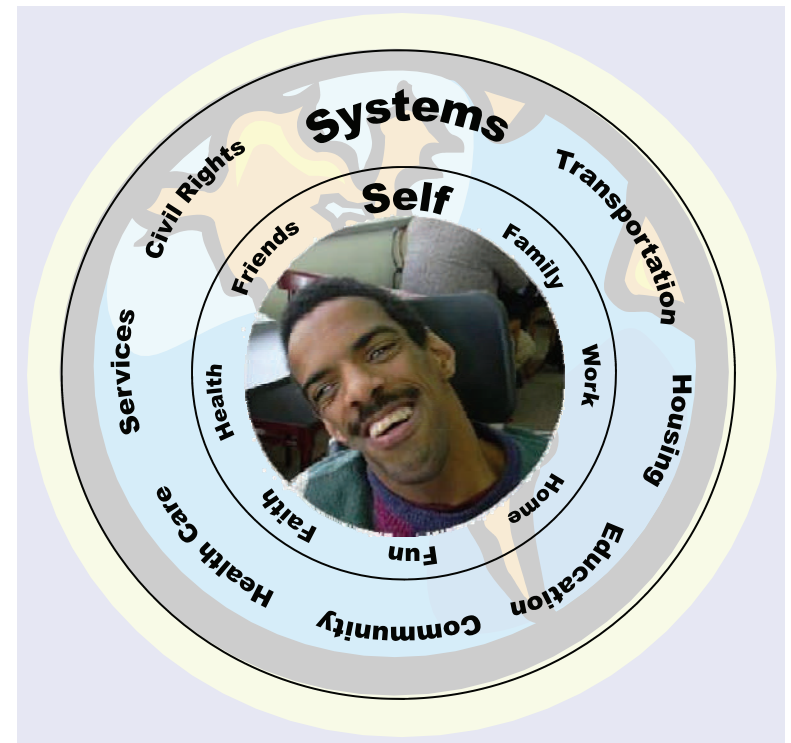 Systems
Transportation
Housing
Education
Community
Health Care
Services
Civil Rights
Self
Family
Work
Home
Fun
Faith
Health
Friends